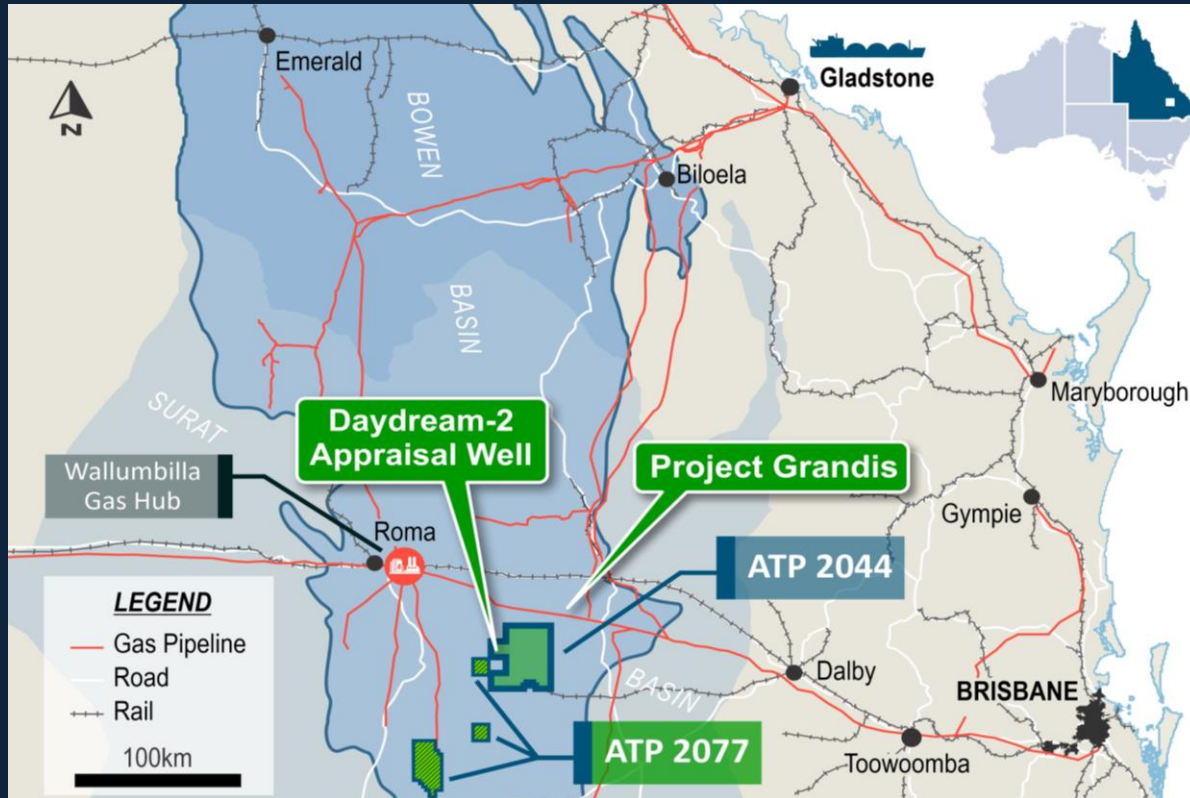 Emerald
Gladstone
BOWEN
Biloela
N
BASIN
Maryborough
SURAT
Daydream-2
Appraisal Well
Project Grandis
Wallumbilla
Gas Hub
Gympie
Roma
ATP 2044
LEGEND
Gas Pipeline
Road
Rail
100km
BASIN
Dalby
BRISBANE
ATP 2077
Toowoomba